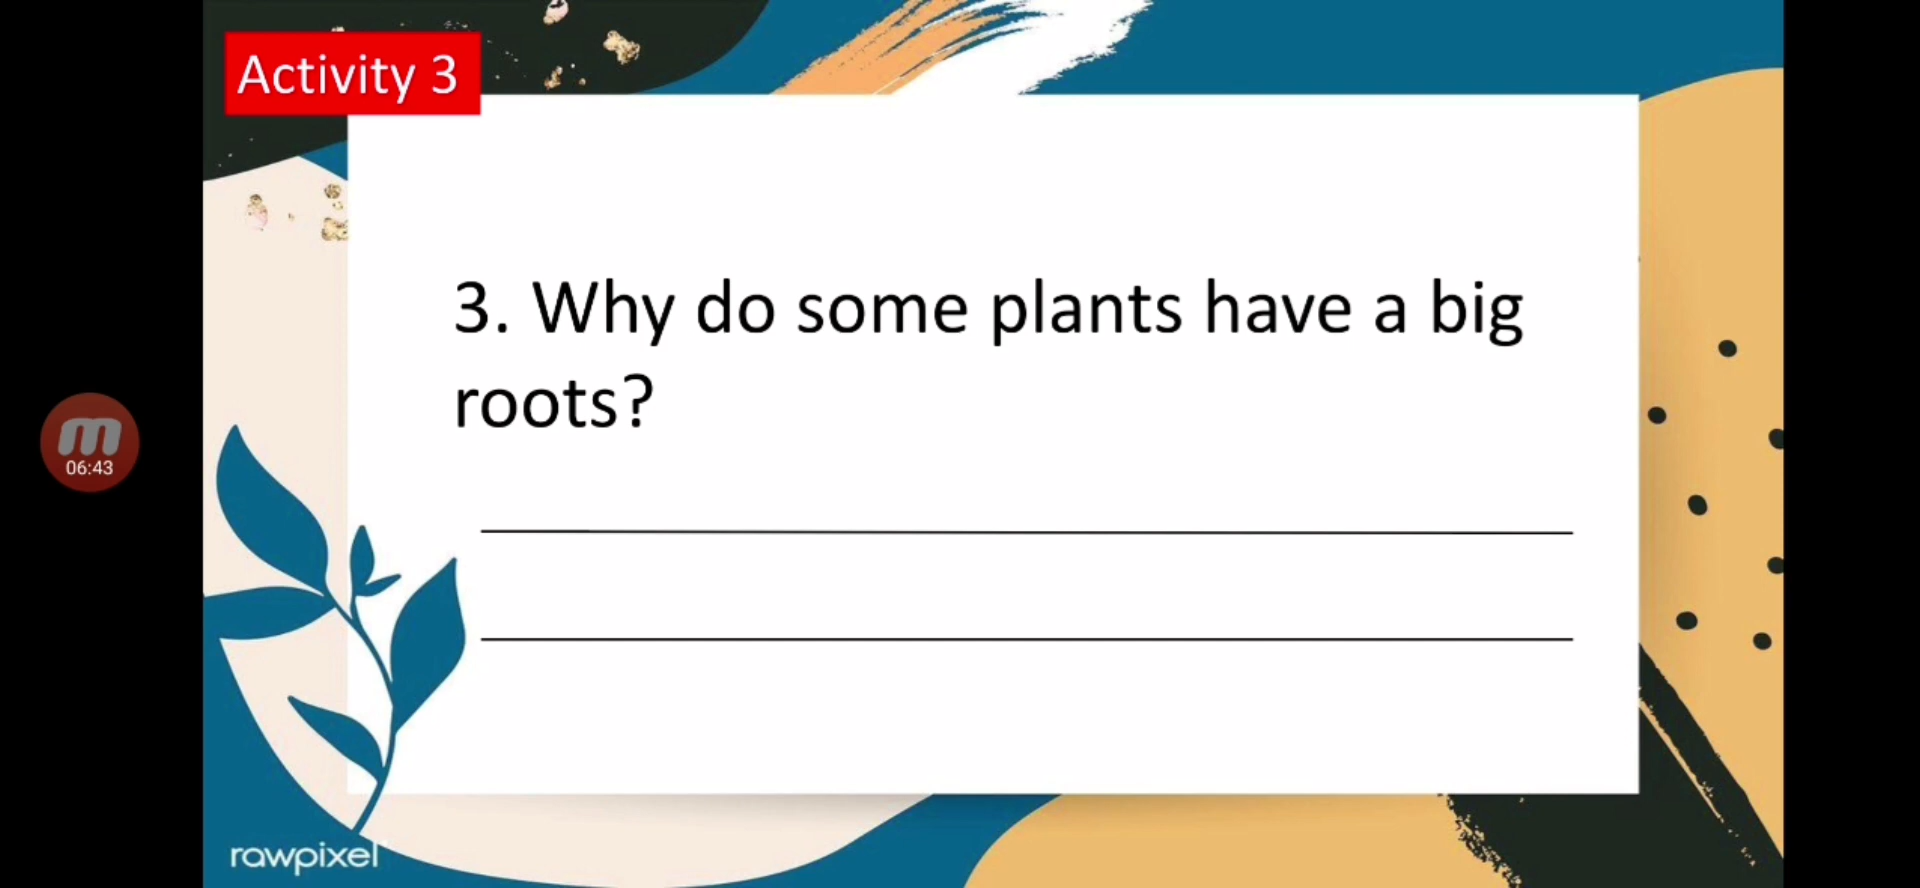 Activity 3
3. Why do some plants have a big
roots?
06:43
rawpixel